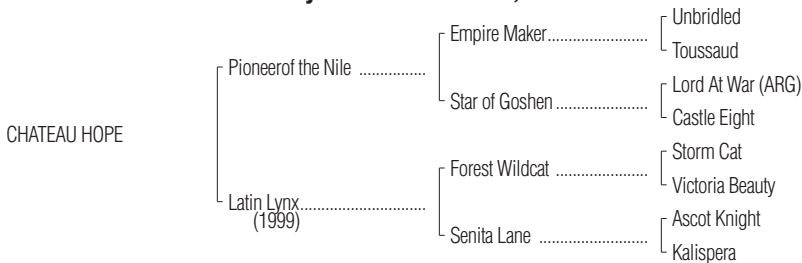 Unbridled
Empire Maker
Toussaud
Pioneerof the Nile
Lord At War (ARG)
Star of Goshen
Castle Eight
CHATEAU HOPE
Storm Cat
Forest Wildcat
Victoria Beauty
Latin Lynx
(1999)
Ascot Knight
Senita Lane
Kalispera